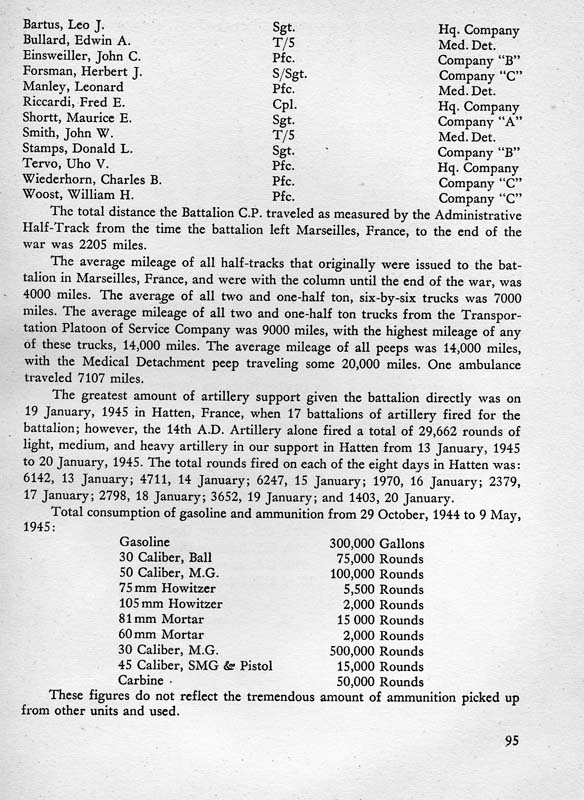 Bartus, Leo J. Sgt. Hq. Company
Bullard, Edwin A. T/5 Med. Det.
Einsweiller, John C. Pfc. Company "B"
Forsman, Herbert J. S/Sgt. Company "C"
Manley, Leonard Pfc. Med. Det.
Riccardi, Fred E. Cpl. Hq. Company
Shortt, Maurice E. Sgt. Company "A"
Smith, John W. T/5 Med. Det.
Stamps, Donald L. Sgt. Company "B"
Tervo, Uho V. Pfc. Hq. Company
Wiederhorn, Charles B. Pfc. Company "C"
Woost, William H. Pfc. Company "C"
The total distance the Battalion C.P. traveled as measured by the Administrative
Half-Track from the time the battalion left Marseilles, France, to the end of the
war was 2205 miles.
The average mileage of all half-tracks that originally were issued to the bat-
talion in Marseilles, France, and were with the column until the end of the war, was
4000 miles. The average of all two and one-half ton, six-by-six trucks was 7000
miles. The average mileage of all two and one-half ton trucks from the Transpor-
tation Platoon of Service Company was 9000 miles, with the highest mileage of any
of these trucks, 14,000 miles. The average mileage of all peeps was 14,000 miles,
with the Medical Detachment peep traveling some 20,000 miles. One ambulance
traveled 7107 miles.
The greatest amount of artillery support given the battalion directly was on
19 January, 1945 in Hatten, France, when 17 battalions of artillery fired for the
battalion; however, the 14th A.D. Artillery alone fired a total of 29,662 rounds of
light, medium, and heavy artillery in our support in Hatten from 13 January, 1945
to 20 January, 1945. The total rounds fired on each of the eight days in Hatten was:
6142, 13 January; 4711, 14 January; 6247, 15 January; 1970, 16 January; 2379,
17 January; 2798, 18 January; 3652, 19 January; and 1403, 20 January.
Total consumption of gasoline and ammunition from 29 October, 1944 to 9 May,
1945:
Gasoline 300,000 Gallons
30 Caliber, Ball 75,000 Rounds
50 Caliber, M.G. 100,000 Rounds
75 mm Howitzer 5,500 Rounds
105 mm Howitzer 2,000 Rounds
81 mm Mortar 15 000 Rounds
60 mm Mortar 2,000 Rounds
30 Caliber, M.G. 500,000 Rounds
45 Caliber, SMG & Pistol 15,000 Rounds
Carbine 50,000 Rounds
These figures do not reflect the tremendous amount of ammunition picked up
from other units and used.
95